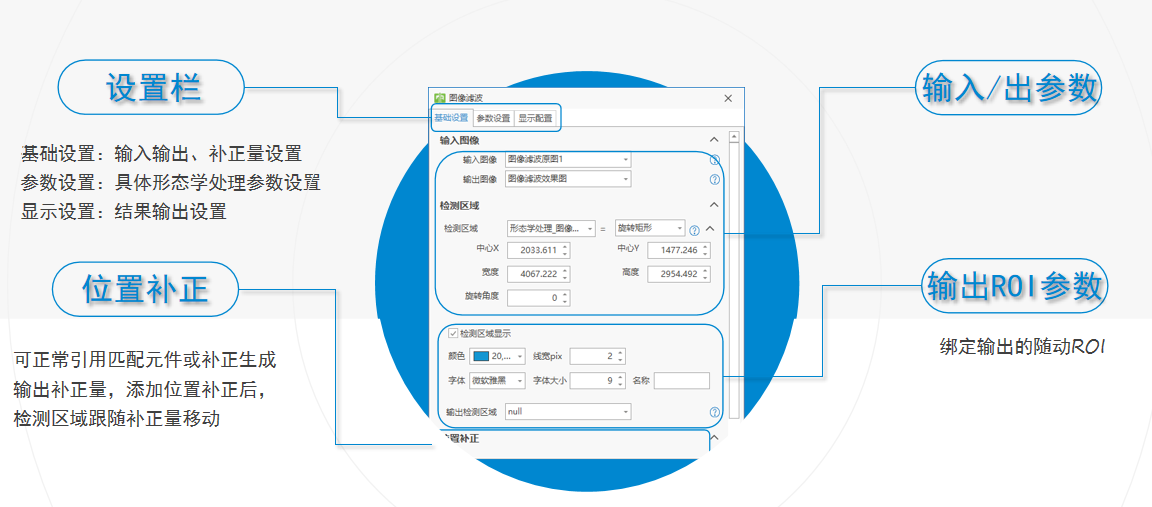 设置栏
基础设置：输入输出、补正量设置
参数设置：具体形态学处理参数设置
显示设置：结果输出设置
位置补正
可正常引用匹配元件或补正生成
输出补正量，添加位置补正后，
检测区域跟随补正量移动
图像滤波
基础设置 参数设置 显示配置
输入图像
输入图像 图像滤波原图1
输出图像 图像滤波效果图
检测区域
检测区域 形态学处理_图像... = 旋转矩形
中心X 2033.611 中心Y 1477.246
宽度 4067.222 高度 2954.492
旋转角度 0
检测区域显示
颜色 20,... 线宽pix 2
字体 微软雅黑 字体大小 9 名称
输出检测区域 null
位置补正
输入/出参数
输出ROI参数
绑定输出的随动ROI